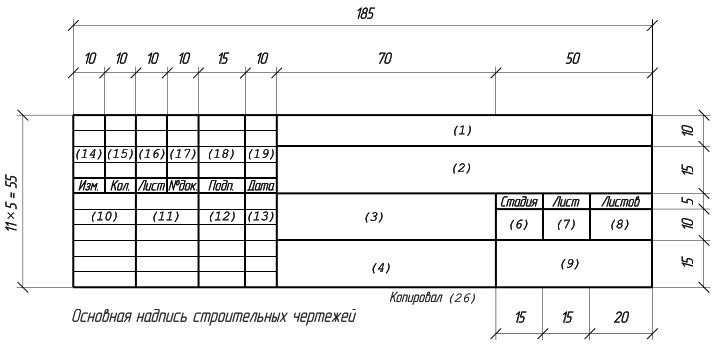 185
10 10 10 10 15 10 70 50
(1) 10
(14) (15) (16) (17) (18) (19) (2) 15
11×5 = 55
Изм. Кол. Лист №док. Подп. Дата Стадия Лист Листов 5
(10) (11) (12) (13) (3) (6) (7) (8) 10
(4) (9) 15
Копировал (26)
Основная надпись строительных чертежей 15 15 20